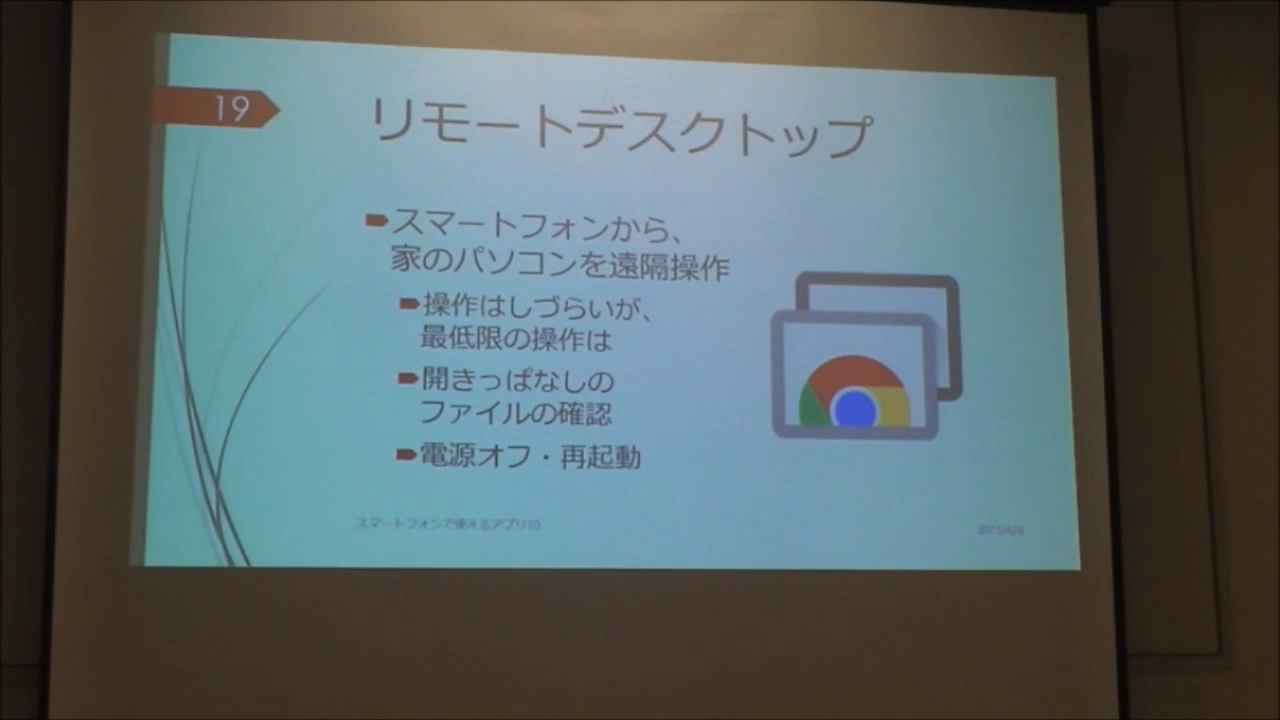 19
リモートデスクトップ
スマートフォンから、
家のパソコンを遠隔操作
操作はしづらいが、
最低限の操作は
開きっぱなしの
ファイルの確認
電源オフ・再起動
スマートフォンで使えるアプリ10